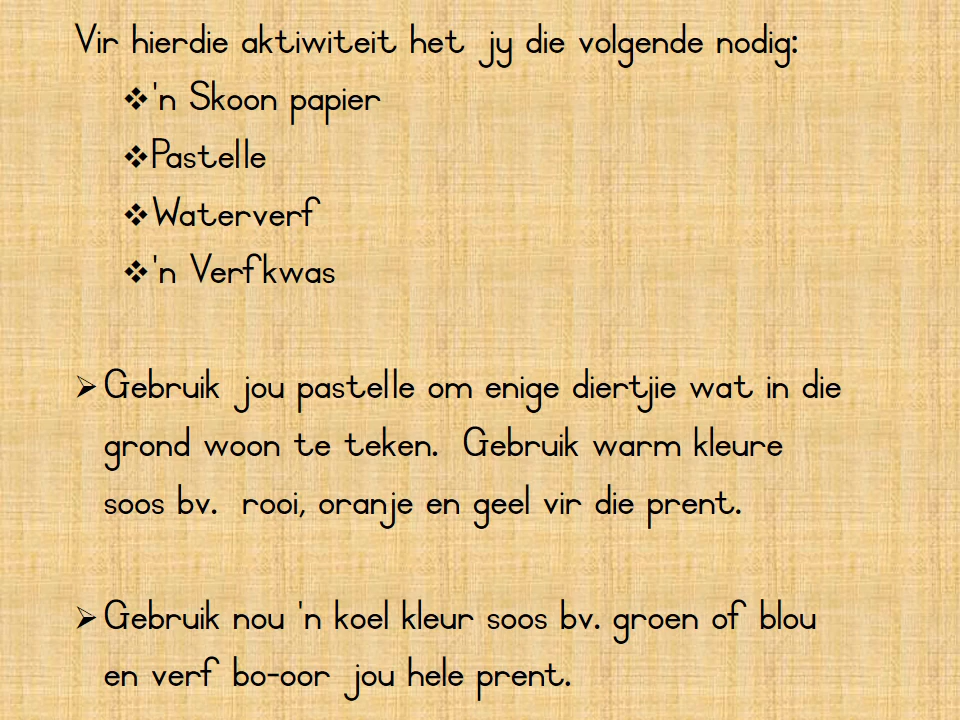 Vir hierdie aktiwiteit het jy die volgende nodig:
❖'n Skoon papier
❖Pastelle
❖Waterverf
❖'n Verfkwas
➢Gebruik jou pastelle om enige diertjie wat in die
grond woon te teken. Gebruik warm kleure
soos bv. rooi, oranje en geel vir die prent.
➢Gebruik nou 'n koel kleur soos bv. groen of blou
en verf bo-oor jou hele prent.